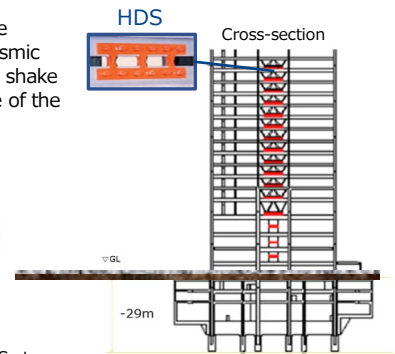 HDS
Cross-section
e
smic
shake
e of the
▽GL
-29m